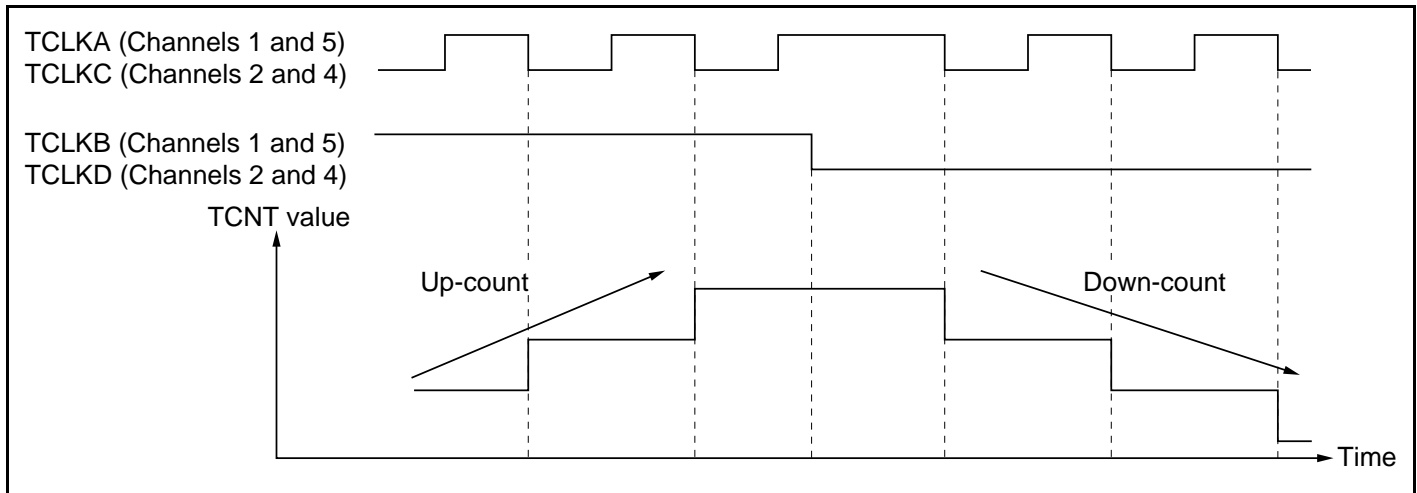 TCLKA (Channels 1 and 5)
TCLKC (Channels 2 and 4)
TCLKB (Channels 1 and 5)
TCLKD (Channels 2 and 4)
TCNT value
Up-count
Down-count
Time